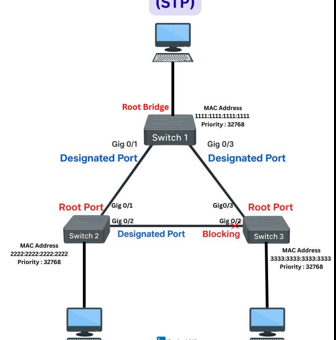 (STP)
Root Bridge
MAC Address
1111:1111:1111:1111
Priority : 32768
Switch 1
Gig 0/1
Gig 0/3
Designated Port
Designated Port
Root Port
Gig 0/1
Gig0/3
Root Port
Gig 0/2
Gig 0/2
Switch 2
Designated Port
Blocking
Switch 3
MAC Address
2222:2222:2222:2222
Priority : 32768
MAC Address
3333:3333:3333:3333
Priority : 32768